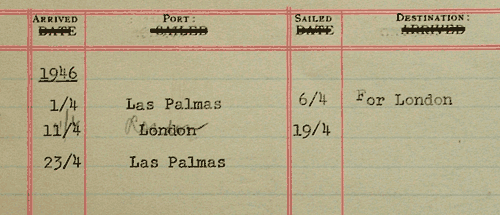 ARRIVED PORT: SAILED DESTINATION:
DATE SAILED DATE ARRIVED
1946
1/4 Las Palmas 6/4 For London
11/4 London 19/4
23/4 Las Palmas